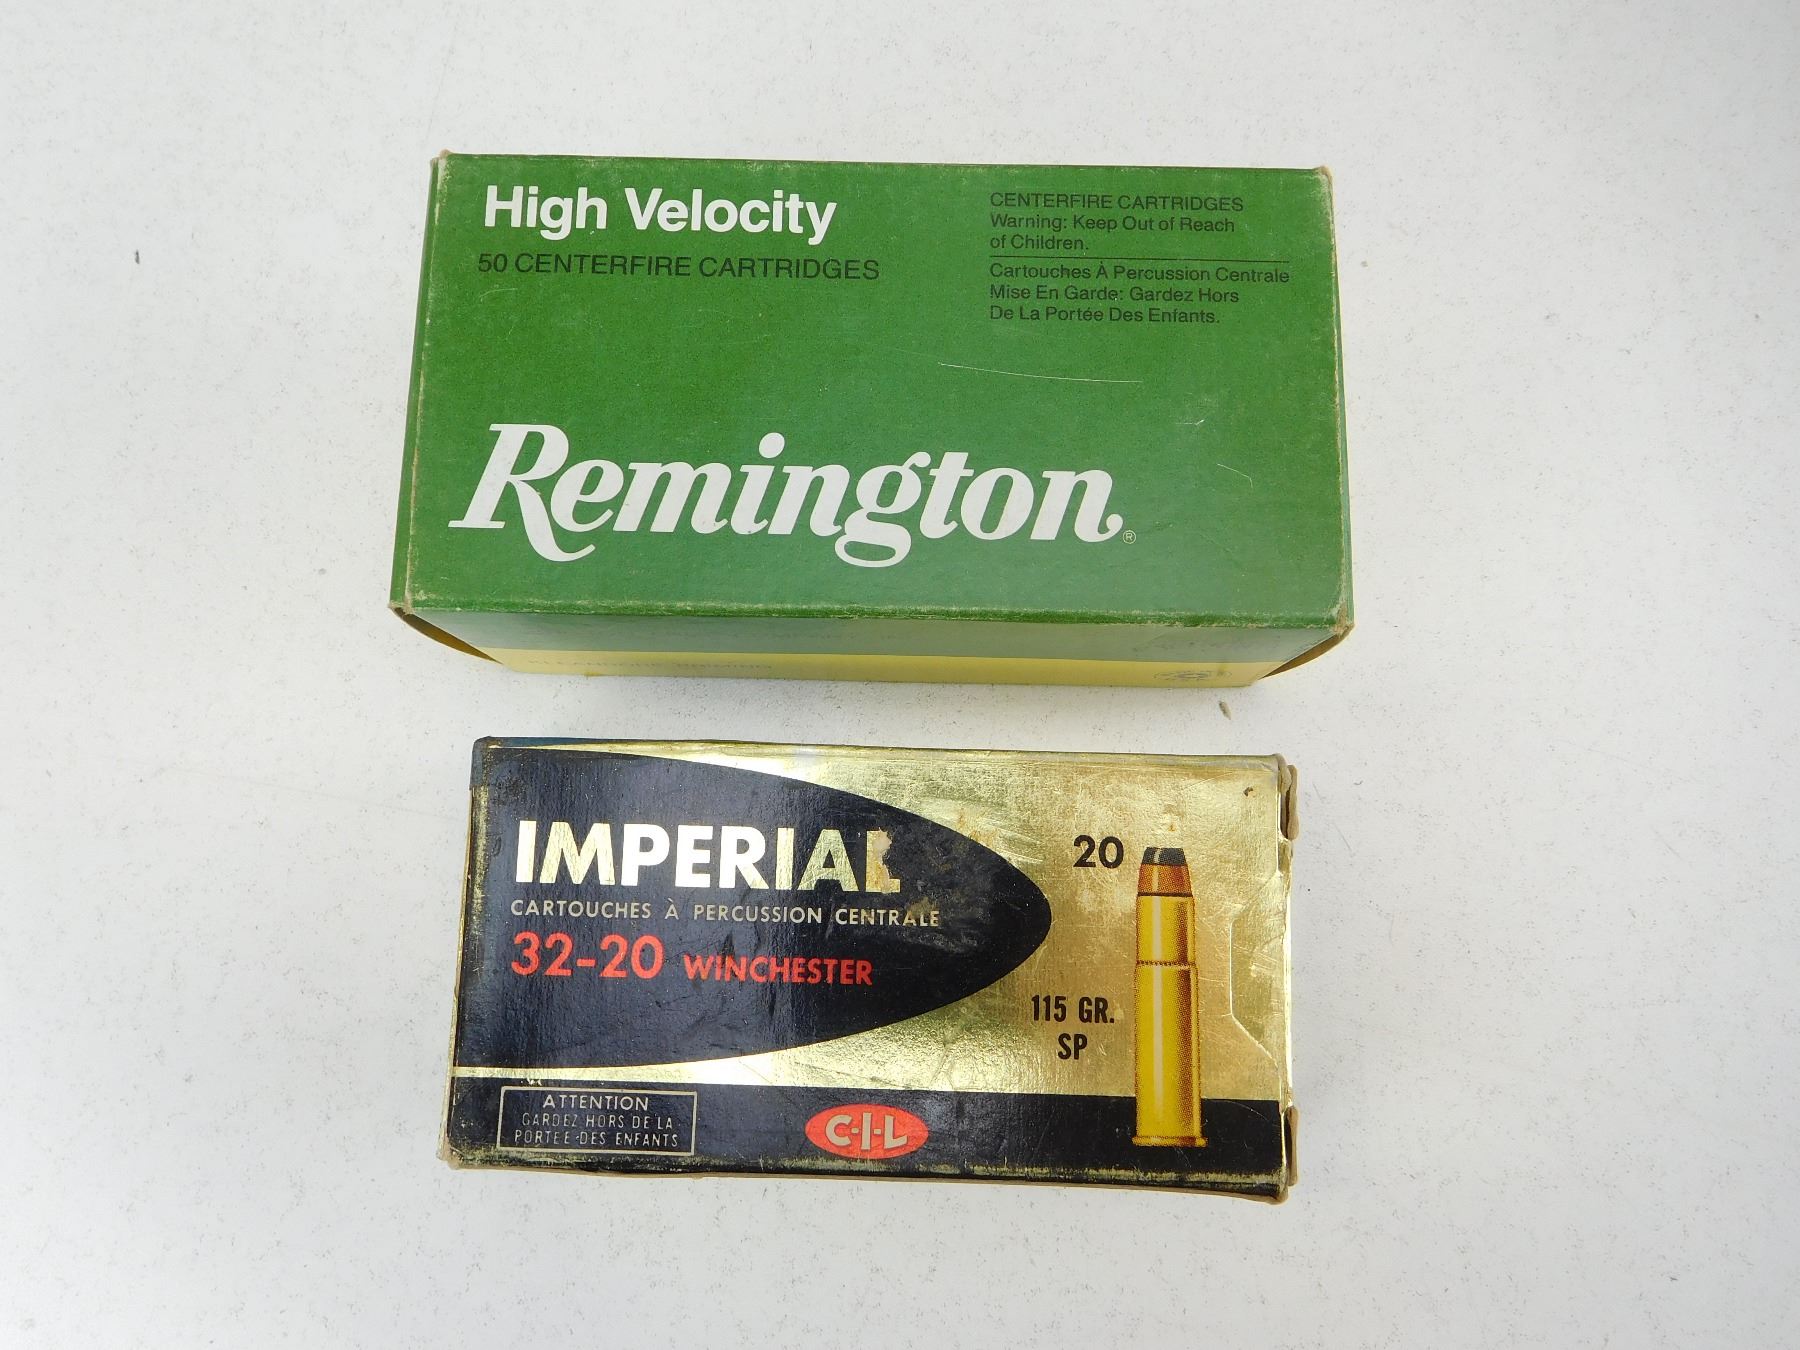 High Velocity
50 CENTERFIRE CARTRIDGES
CENTERFIRE CARTRIDGES
Warning: Keep Out of Reach
of Children.
Cartouches À Percussion Centrale
Mise En Garde: Gardez Hors
De La Portée Des Enfants.
Remington®
IMPERIAL
CARTOUCHES À PERCUSSION CENTRALE
32-20 WINCHESTER
20
115 GR.
SP
ATTENTION
GARDEZ HORS DE LA
PORTEE DES ENFANTS
C-I-L